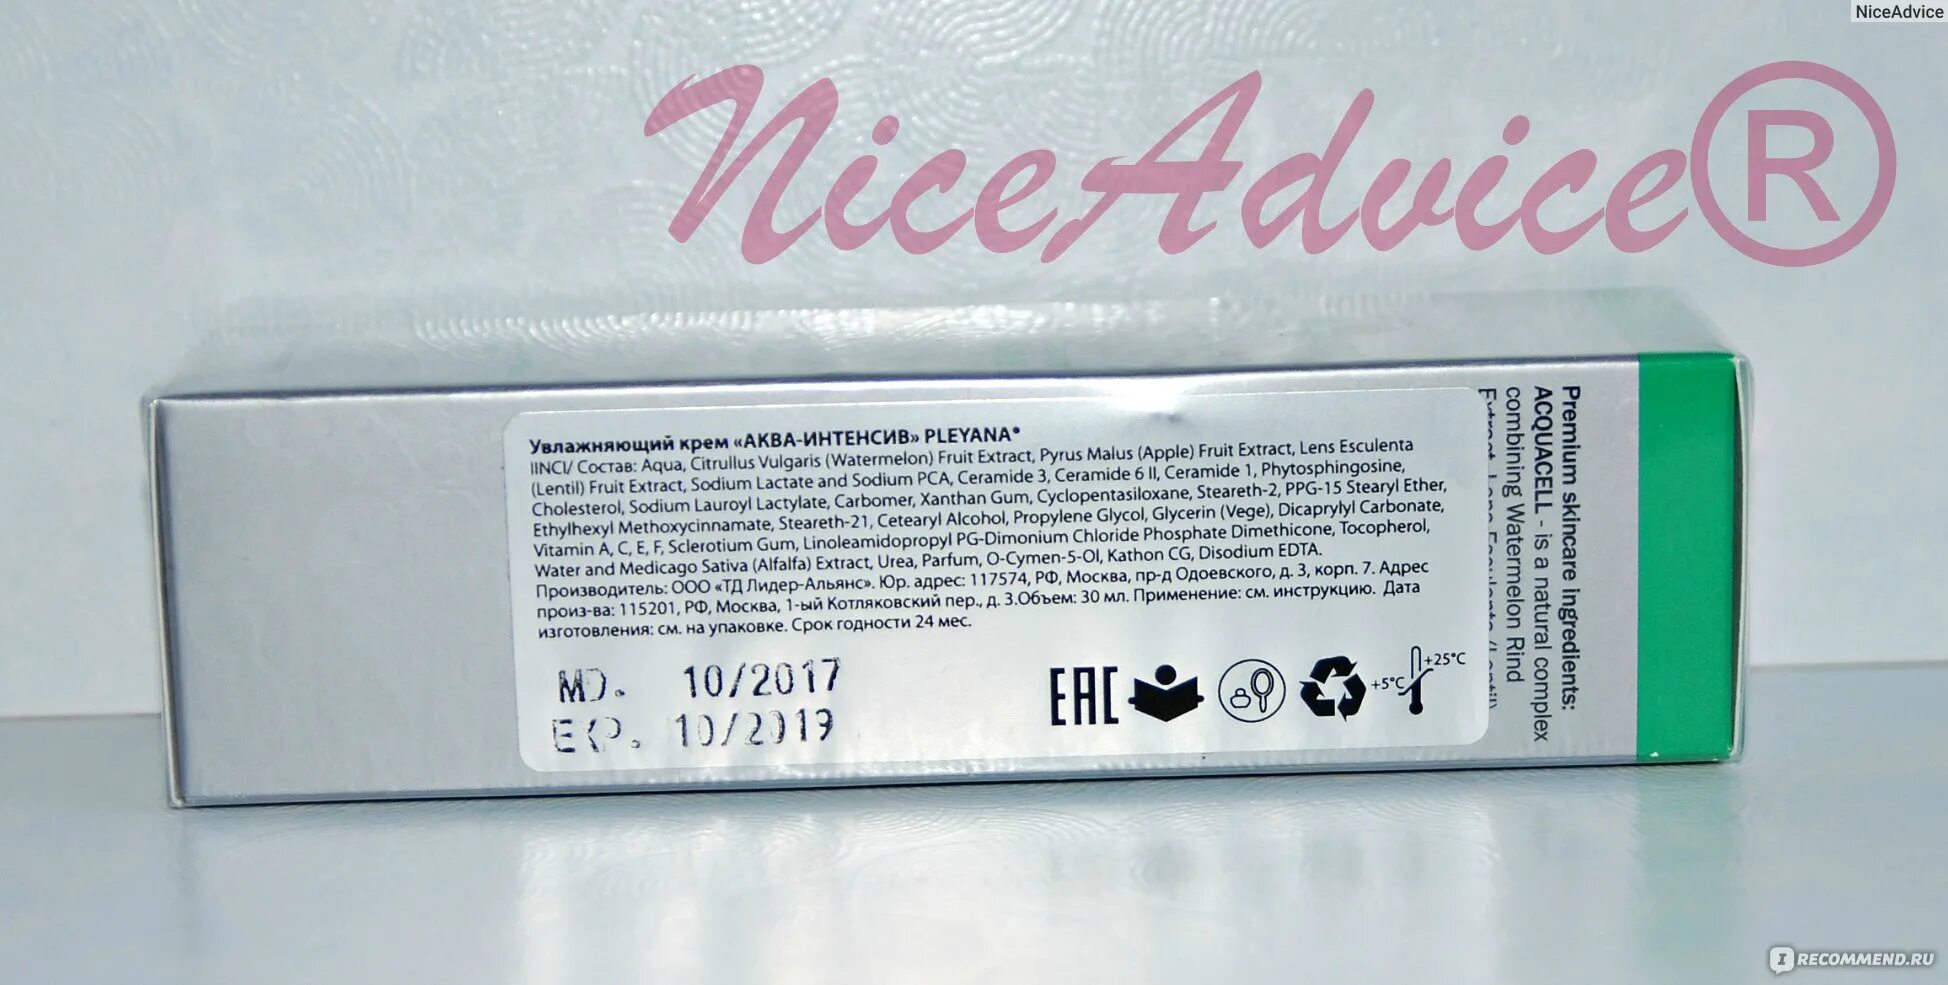 NiceAdvice
NiceAdvice®
Увлажняющий крем «АКВА-ИНТЕНСИВ» PLEYANA®
IINCI/ Состав: Aqua, Citrullus Vulgaris (Watermelon) Fruit Extract, Pyrus Malus (Apple) Fruit Extract, Lens Esculenta
(Lentil) Fruit Extract, Sodium Lactate and Sodium PCA, Ceramide 3, Ceramide 6 II, Ceramide 1, Phytosphingosine,
Cholesterol, Sodium Lauroyl Lactylate, Carbomer, Xanthan Gum, Cyclopentasiloxane, Steareth-2, PPG-15 Stearyl Ether,
Ethylhexyl Methoxycinnamate, Steareth-21, Cetearyl Alcohol, Propylene Glycol, Glycerin (Vege), Dicaprylyl Carbonate,
Vitamin A, C, E, F, Sclerotium Gum, Linoleamidopropyl PG-Dimonium Chloride Phosphate Dimethicone, Tocopherol,
Water and Medicago Sativa (Alfalfa) Extract, Urea, Parfum, O-Cymen-5-Ol, Kathon CG, Disodium EDTA.
Производитель: ООО «ТД Лидер-Альянс». Юр. адрес: 117574, РФ, Москва, пр-д Одоевского, д. 3, корп. 7. Адрес
произ-ва: 115201, РФ, Москва, 1-ый Котляковский пер., д. 3.Объем: 30 мл. Применение: см. инструкцию. Дата
изготовления: см. на упаковке. Срок годности 24 мес.
MD. 10/2017
EXP. 10/2019
EAC
+5°C
+25°C
Premium skincare ingredients:
ACQUACELL - is a natural complex
combining Watermelon Rind
IRECOMMEND.RU